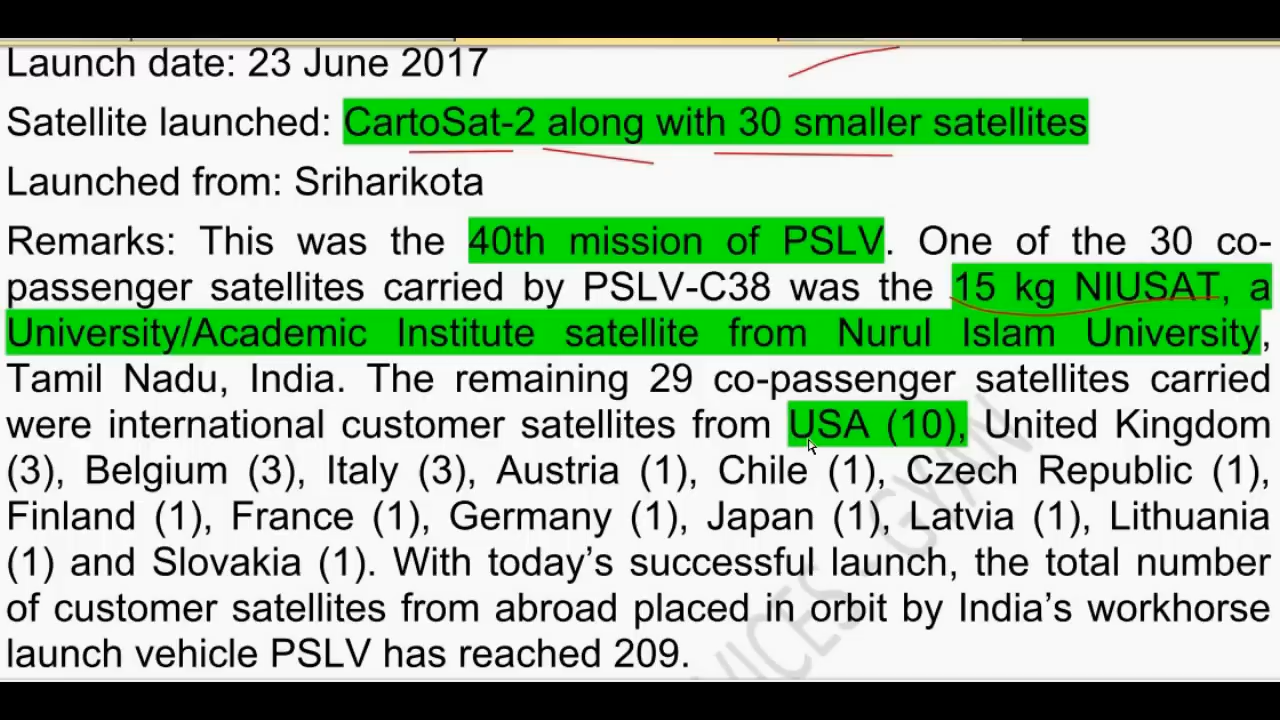 Launch date: 23 June 2017
Satellite launched: CartoSat-2 along with 30 smaller satellites
Launched from: Sriharikota
Remarks: This was the 40th mission of PSLV. One of the 30 co-
passenger satellites carried by PSLV-C38 was the 15 kg NIUSAT, a
University/Academic Institute satellite from Nurul Islam University,
Tamil Nadu, India. The remaining 29 co-passenger satellites carried
were international customer satellites from USA (10), United Kingdom
(3), Belgium (3), Italy (3), Austria (1), Chile (1), Czech Republic (1),
Finland (1), France (1), Germany (1), Japan (1), Latvia (1), Lithuania
(1) and Slovakia (1). With today’s successful launch, the total number
of customer satellites from abroad placed in orbit by India’s workhorse
launch vehicle PSLV has reached 209.